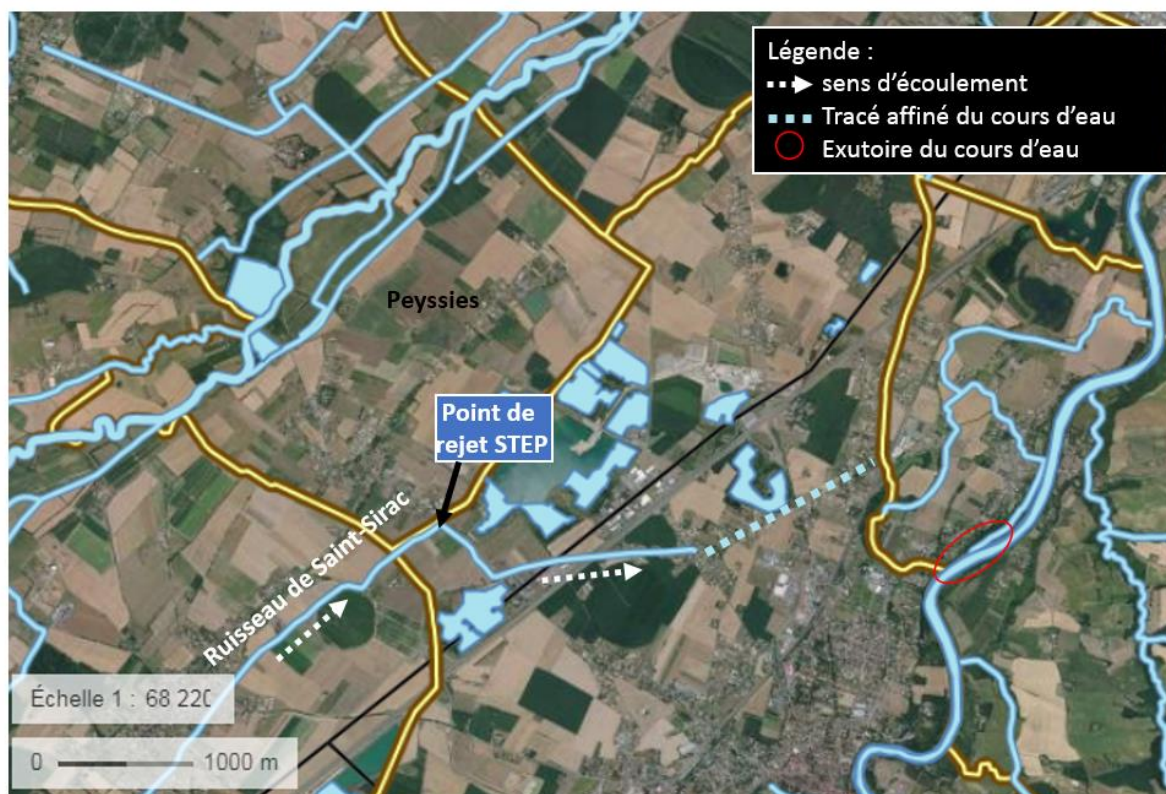 Légende :
sens d'écoulement
Tracé affiné du cours d'eau
Exutoire du cours d'eau
Peyssies
Point de
rejet STEP
Ruisseau de Saint-Sirac
Échelle 1 : 68 220
0 1000 m